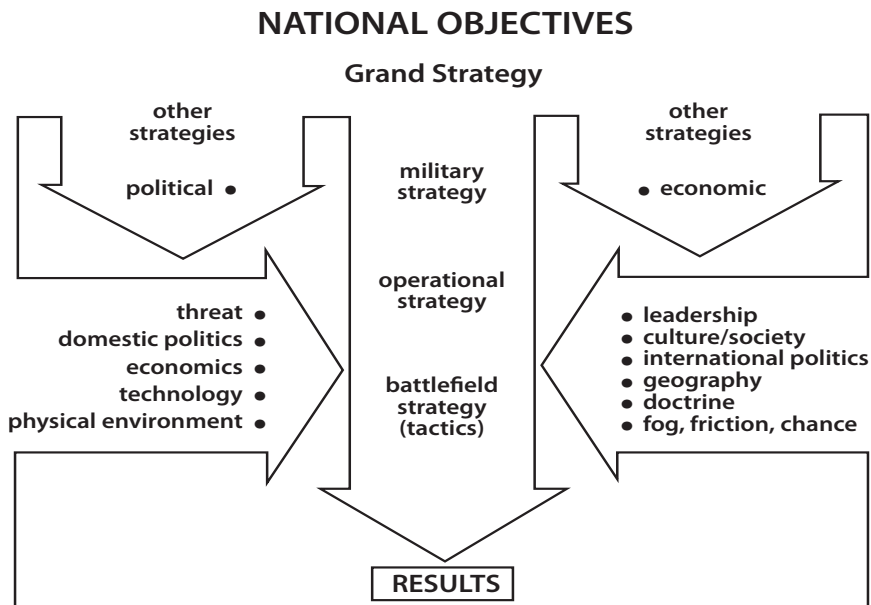 NATIONAL OBJECTIVES
Grand Strategy
other
strategies
political •
military
strategy
other
strategies
• economic
operational
strategy
threat •
domestic politics •
economics •
technology •
physical environment •
battlefield
strategy
(tactics)
• leadership
• culture/society
• international politics
• geography
• doctrine
• fog, friction, chance
RESULTS